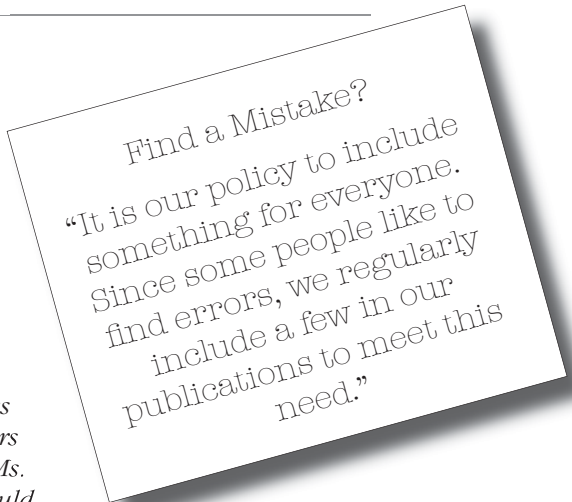 Find a Mistake?
“It is our policy to include
something for everyone.
Since some people like to
find errors, we regularly
include a few in our
publications to meet this
need.”